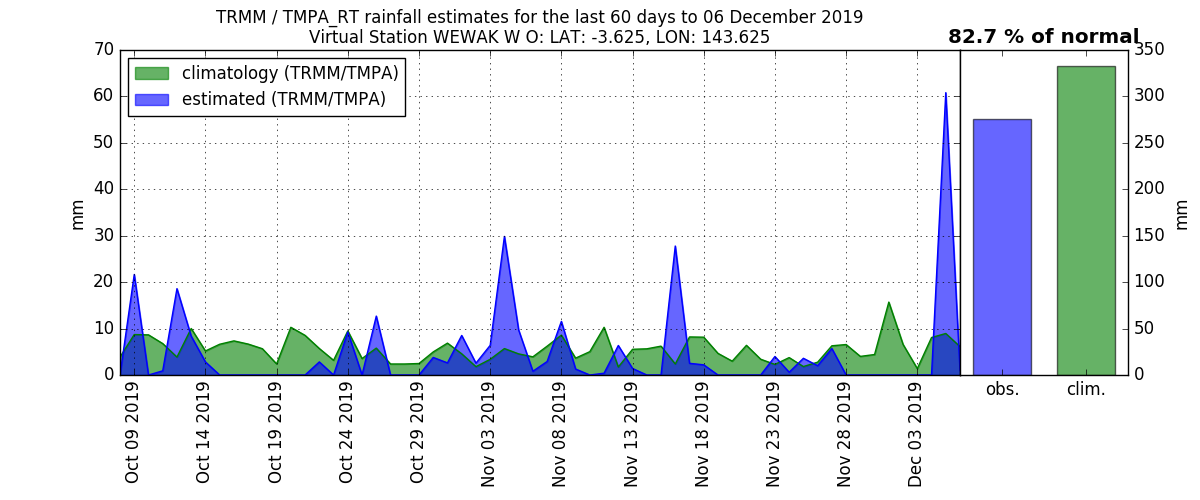 TRMM / TMPA_RT rainfall estimates for the last 60 days to 06 December 2019
Virtual Station WEWAK W O: LAT: -3.625, LON: 143.625
82.7 % of normal
climatology (TRMM/TMPA)
estimated (TRMM/TMPA)
mm
70
60
50
40
30
20
10
0
Oct 09 2019
Oct 14 2019
Oct 19 2019
Oct 24 2019
Oct 29 2019
Nov 03 2019
Nov 08 2019
Nov 13 2019
Nov 18 2019
Nov 23 2019
Nov 28 2019
Dec 03 2019
obs.
clim.
350
300
250
200
150
100
50
0
mm